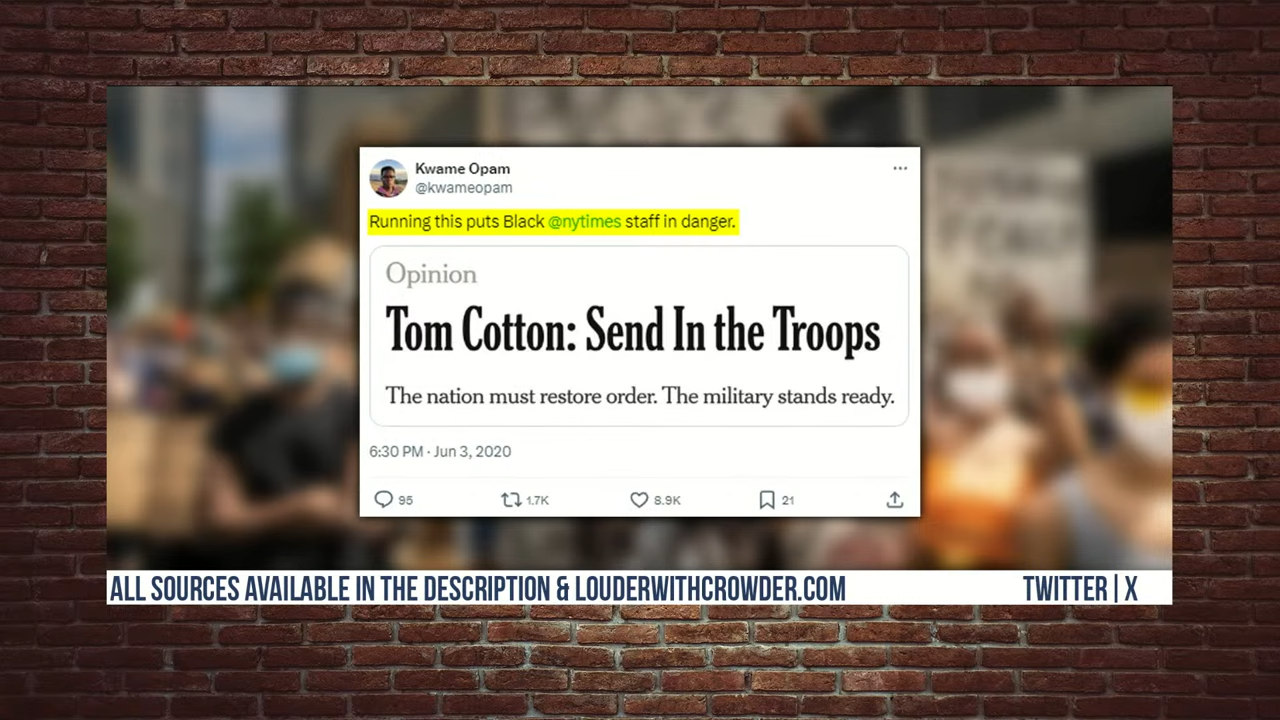 Kwame Opam
@kwameopam
Running this puts Black @nytimes staff in danger.
Opinion
Tom Cotton: Send In the Troops
The nation must restore order. The military stands ready.
6:30 PM · Jun 3, 2020
95 1.7K 8.9K 21
ALL SOURCES AVAILABLE IN THE DESCRIPTION & LOUDERWITHCROWDER.COM TWITTER | X